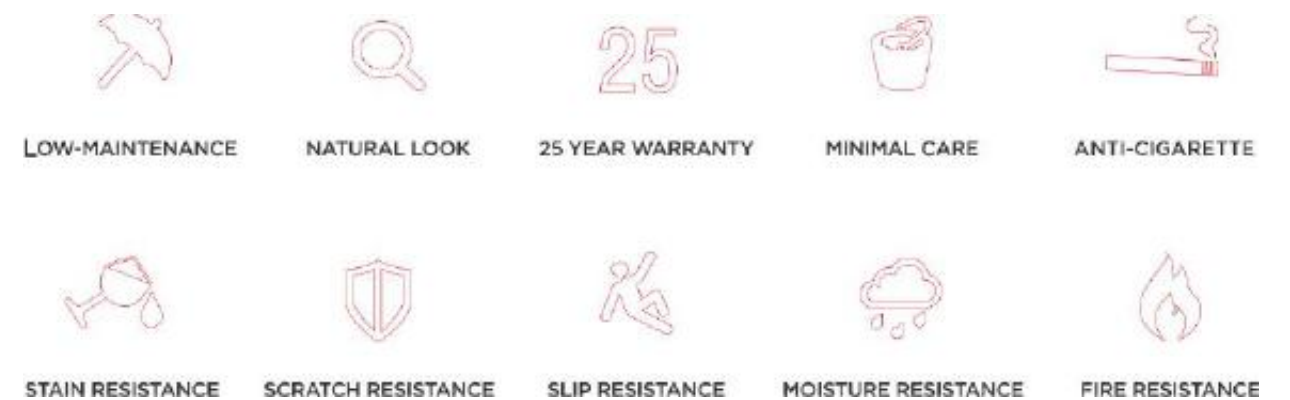 25
LOW-MAINTENANCE NATURAL LOOK 25 YEAR WARRANTY MINIMAL CARE ANTI-CIGARETTE
STAIN RESISTANCE SCRATCH RESISTANCE SLIP RESISTANCE MOISTURE RESISTANCE FIRE RESISTANCE